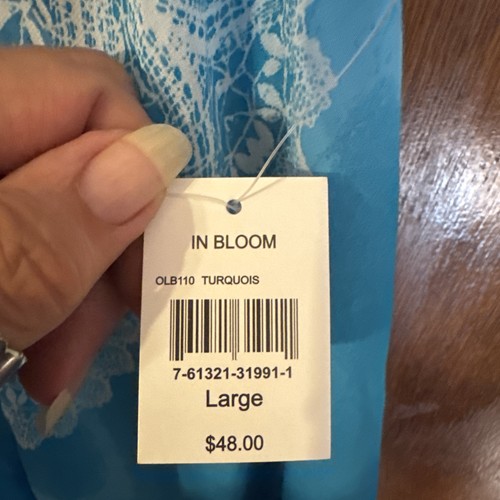 IN BLOOM
OLB110 TURQUOIS
7-61321-31991-1
Large
$48.00